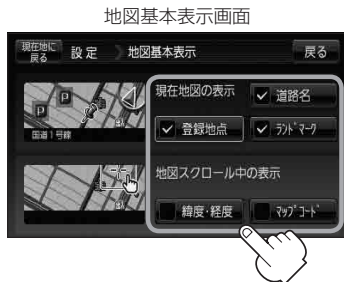 地図基本表示画面
現在地に
戻る
設定
地図基本表示
戻る
P
P
国道1号線
現在地図の表示
道路名
登録地点
ﾗﾝﾄﾞﾏｰｸ
地図スクロール中の表示
緯度･経度
ﾏｯﾌﾟｺｰﾄﾞ